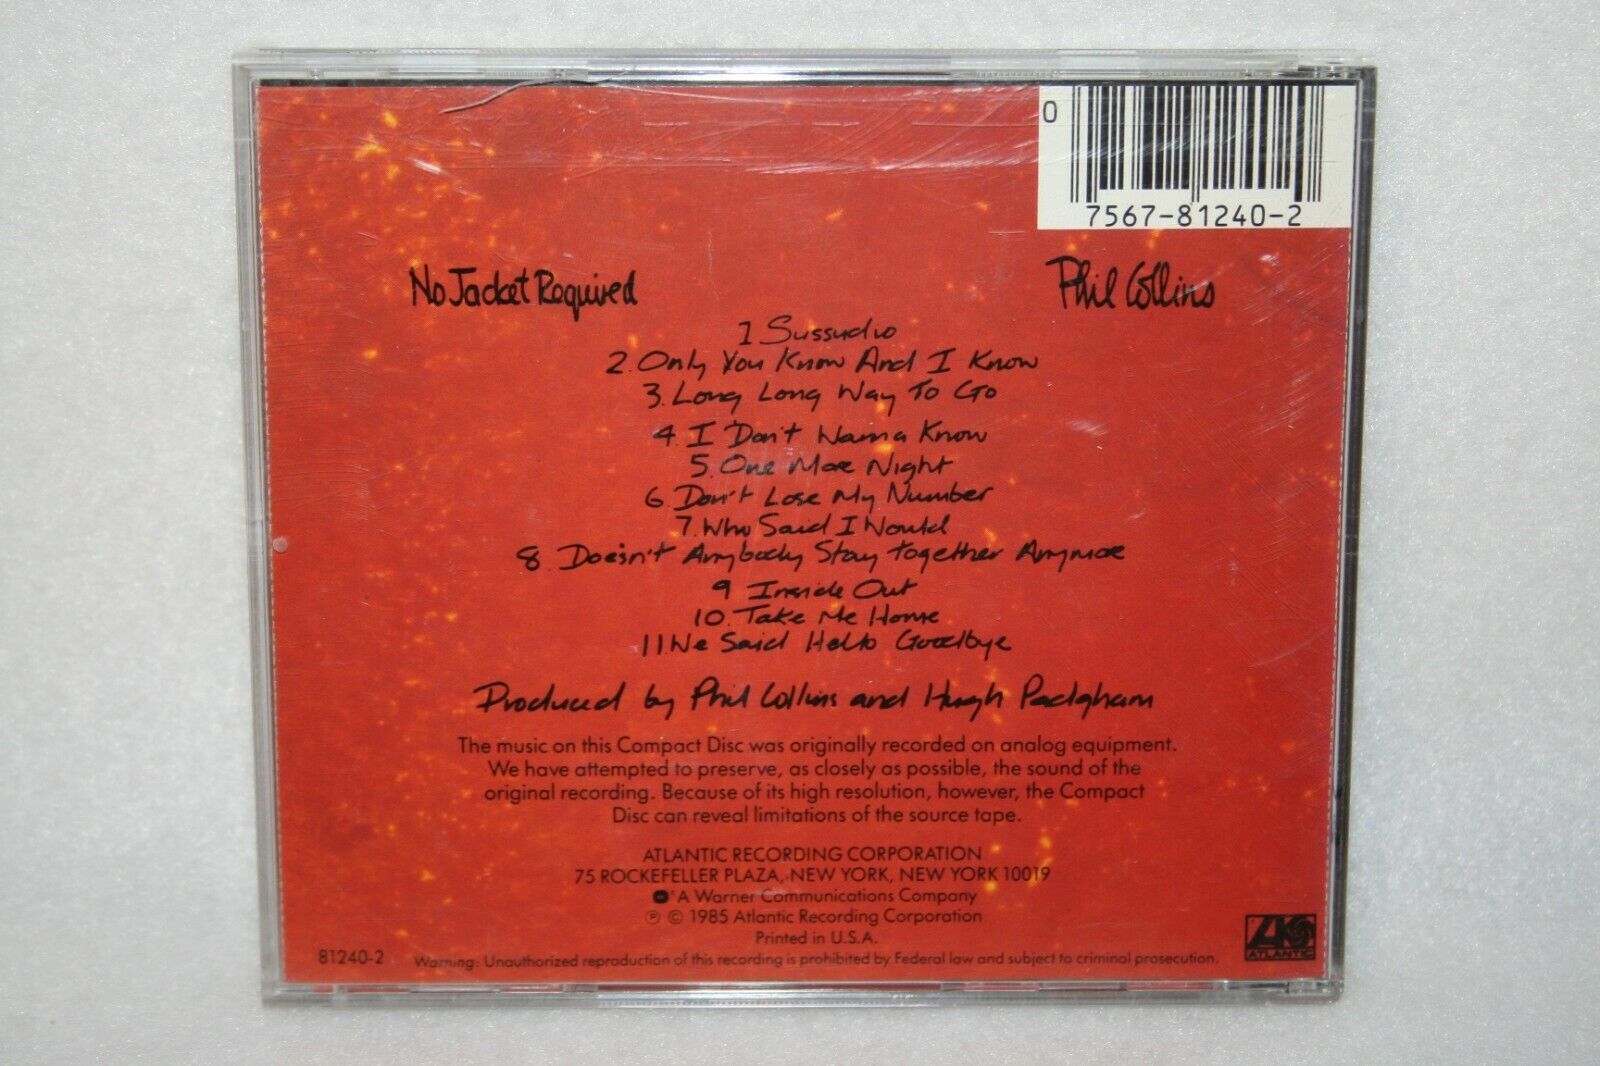 0
7567-81240-2
No Jacket Required
Phil Collins
1 Sussudio
2. Only You Know And I Know
3. Long Long Way To Go
4. I Don't Wanna Know
5. One More Night
6. Don't Lose My Number
7. Who Said I Would
8. Doesn't Anybody Stay Together Anymore
9 Inside Out
10. Take Me Home
11. We Said Hello Goodbye
Produced by Phil Collins and Hugh Padgham
The music on this Compact Disc was originally recorded on analog equipment.
We have attempted to preserve, as closely as possible, the sound of the
original recording. Because of its high resolution, however, the Compact
Disc can reveal limitations of the source tape.
ATLANTIC RECORDING CORPORATION
75 ROCKEFELLER PLAZA, NEW YORK, NEW YORK 10019
A Warner Communications Company
℗ © 1985 Atlantic Recording Corporation
Printed in U.S.A.
81240-2
Warning: Unauthorized reproduction of this recording is prohibited by Federal law and subject to criminal prosecution.
ATLANTIC